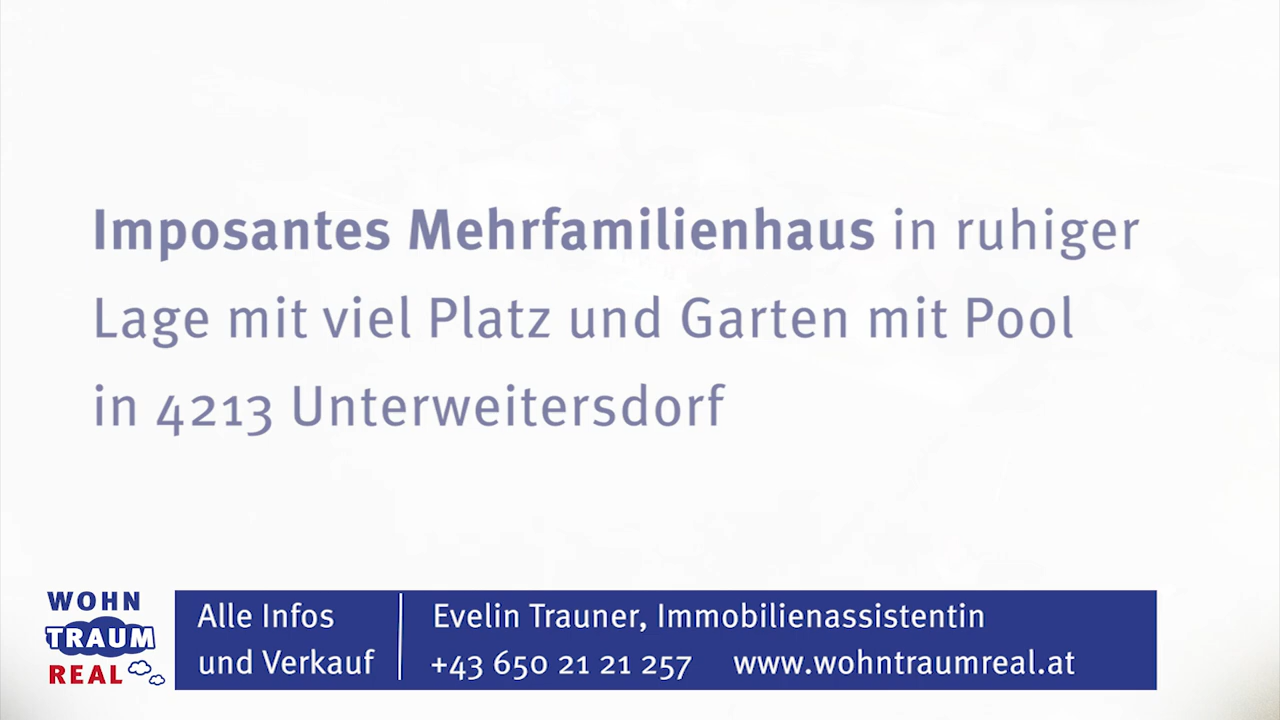 Imposantes Mehrfamilienhaus in ruhiger
Lage mit viel Platz und Garten mit Pool
in 4213 Unterweitersdorf
WOHN
TRAUM
REAL
Alle Infos
und Verkauf
Evelin Trauner, Immobilienassistentin
+43 650 21 21 257 www.wohntraumreal.at